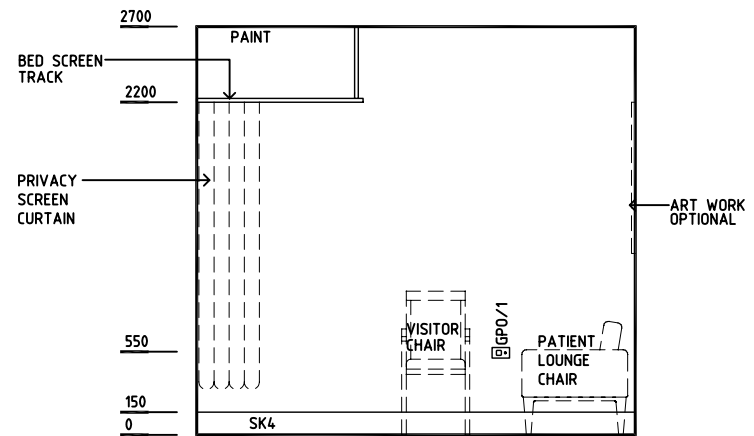 2700
PAINT
BED SCREEN
TRACK
2200
PRIVACY
SCREEN
CURTAIN
ART WORK
OPTIONAL
GPO/1
VISITOR
CHAIR
PATIENT
LOUNGE
CHAIR
550
150
0
SK4